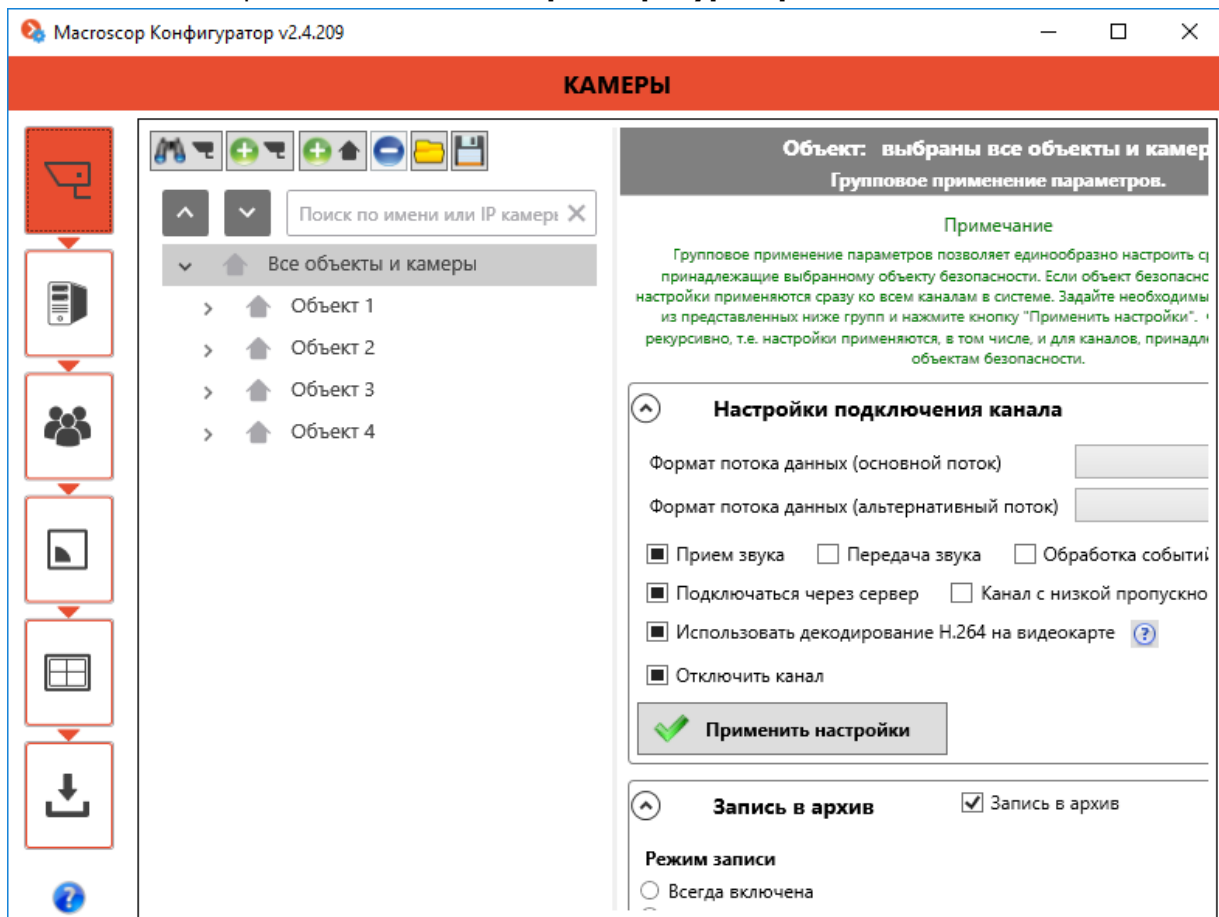 Macroscop Конфигуратор v2.4.209
КАМЕРЫ
Поиск по имени или IP камеры
Все объекты и камеры
Объект 1
Объект 2
Объект 3
Объект 4
Объект: выбраны все объекты и камер
Групповое применение параметров.
Примечание
Групповое применение параметров позволяет единообразно настроить
принадлежащие выбранному объекту безопасности. Если объект безопасно
настройки применяются сразу ко всем каналам в системе. Задайте необходимы
из представленных ниже групп и нажмите кнопку "Применить настройки".
рекурсивно, т.е. настройки применяются, в том числе, и для каналов, принадл
объектам безопасности.
Настройки подключения канала
Формат потока данных (основной поток)
Формат потока данных (альтернативный поток)
Прием звука Передача звука Обработка событий
Подключаться через сервер Канал с низкой пропускно
Использовать декодирование H.264 на видеокарте ?
Отключить канал
Применить настройки
Запись в архив Запись в архив
Режим записи
Всегда включена
?